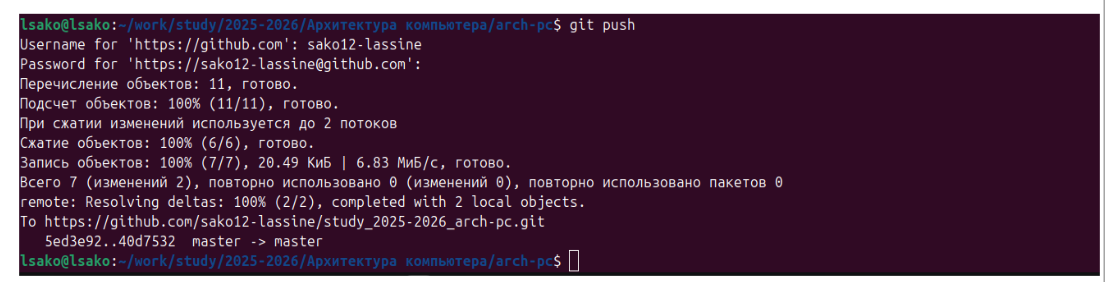 lsako@lsako:~/work/study/2025-2026/Архитектура компьютера/arch-pc$ git push
Username for 'https://github.com': sako12-lassine
Password for 'https://sako12-lassine@github.com':
Перечисление объектов: 11, готово.
Подсчет объектов: 100% (11/11), готово.
При сжатии изменений используется до 2 потоков
Сжатие объектов: 100% (6/6), готово.
Запись объектов: 100% (7/7), 20.49 КиБ | 6.83 МиБ/с, готово.
Всего 7 (изменений 2), повторно использовано 0 (изменений 0), повторно использовано пакетов 0
remote: Resolving deltas: 100% (2/2), completed with 2 local objects.
To https://github.com/sako12-lassine/study_2025-2026_arch-pc.git
   5ed3e92..40d7532  master -> master
lsako@lsako:~/work/study/2025-2026/Архитектура компьютера/arch-pc$